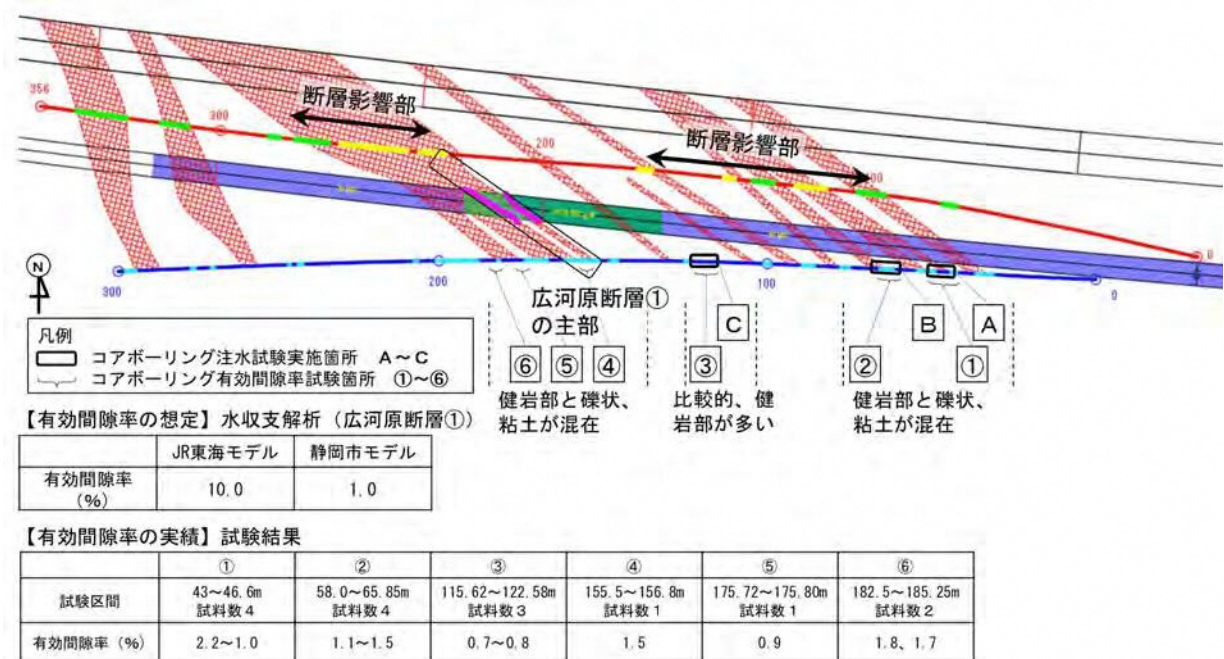 断層影響部
356
300
断層影響部
200
100
0
N
300
200
100
0
広河原断層①
の主部
C
B
A
⑥
⑤
④
③
②
①
健岩部と礫状、
粘土が混在
比較的、健
岩部が多い
健岩部と礫状、
粘土が混在
凡例
コアボーリング注水試験実施箇所 A～C
コアボーリング有効間隙率試験箇所 ①～⑥
【有効間隙率の想定】水収支解析（広河原断層①）
JR東海モデル 静岡市モデル
有効間隙率
(%) 10.0 1.0
【有効間隙率の実績】試験結果
① ② ③ ④ ⑤ ⑥
試験区間 43～46.6m 58.0～65.85m 115.62～122.58m 155.5～156.8m 175.72～175.80m 182.5～185.25m
試料数4 試料数4 試料数3 試料数1 試料数1 試料数2
有効間隙率 (%) 2.2～1.0 1.1～1.5 0.7～0.8 1.5 0.9 1.8、1.7